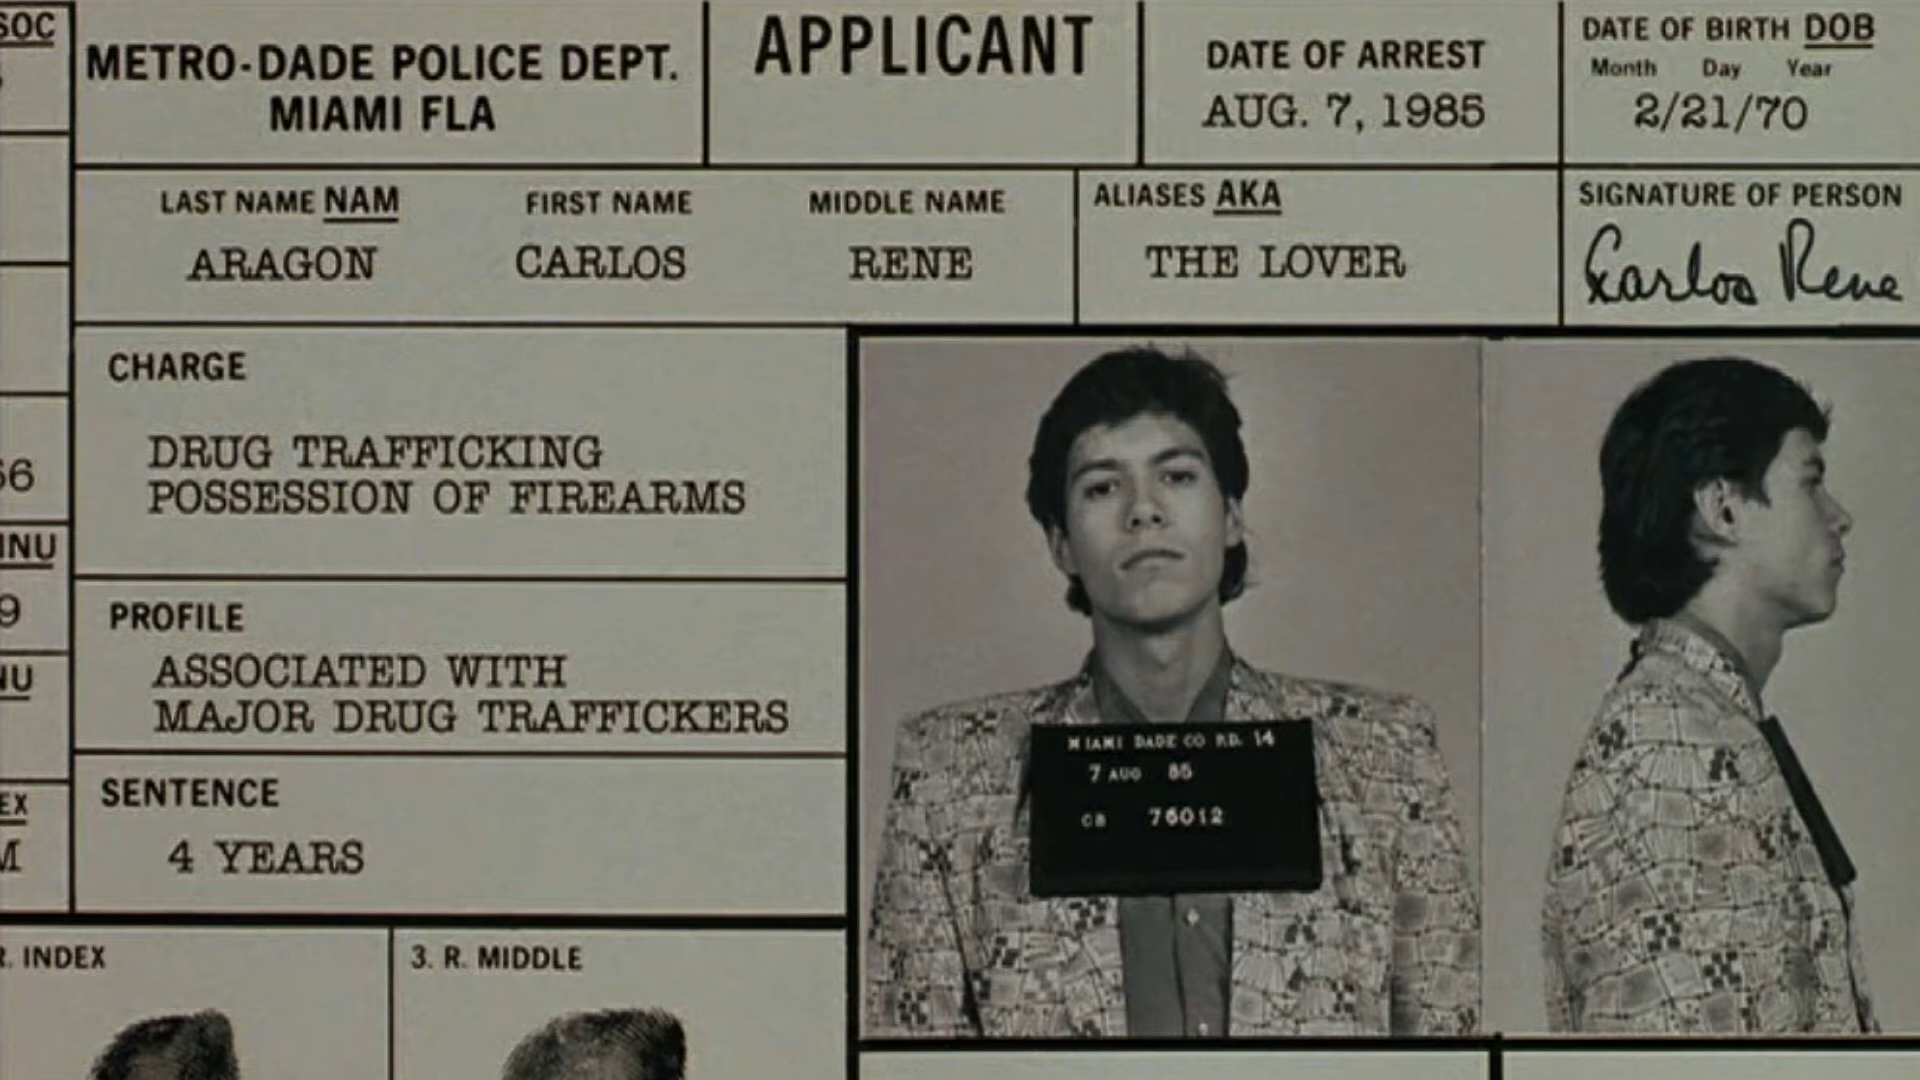 SOC
METRO-DADE POLICE DEPT.
MIAMI FLA
APPLICANT
DATE OF ARREST
AUG. 7, 1985
DATE OF BIRTH DOB
Month Day Year
2/21/70
LAST NAME NAM FIRST NAME MIDDLE NAME
ARAGON CARLOS RENE
ALIASES AKA
THE LOVER
SIGNATURE OF PERSON
Carlos Rene
CHARGE
DRUG TRAFFICKING
POSSESSION OF FIREARMS
PROFILE
ASSOCIATED WITH
MAJOR DRUG TRAFFICKERS
SENTENCE
4 YEARS
MIAMI DADE CO P.D. 14
7 AUG 85
CB 76012
R. INDEX
3. R. MIDDLE